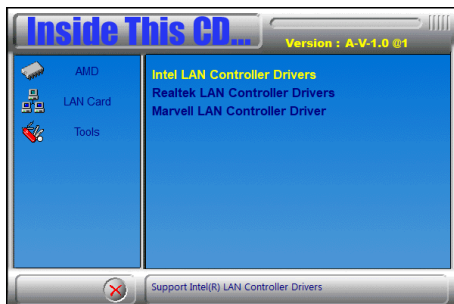 Inside This CD...
Version : A-V-1.0 @1
AMD
LAN Card
Tools
Intel LAN Controller Drivers
Realtek LAN Controller Drivers
Marvell LAN Controller Driver
Support Intel(R) LAN Controller Drivers